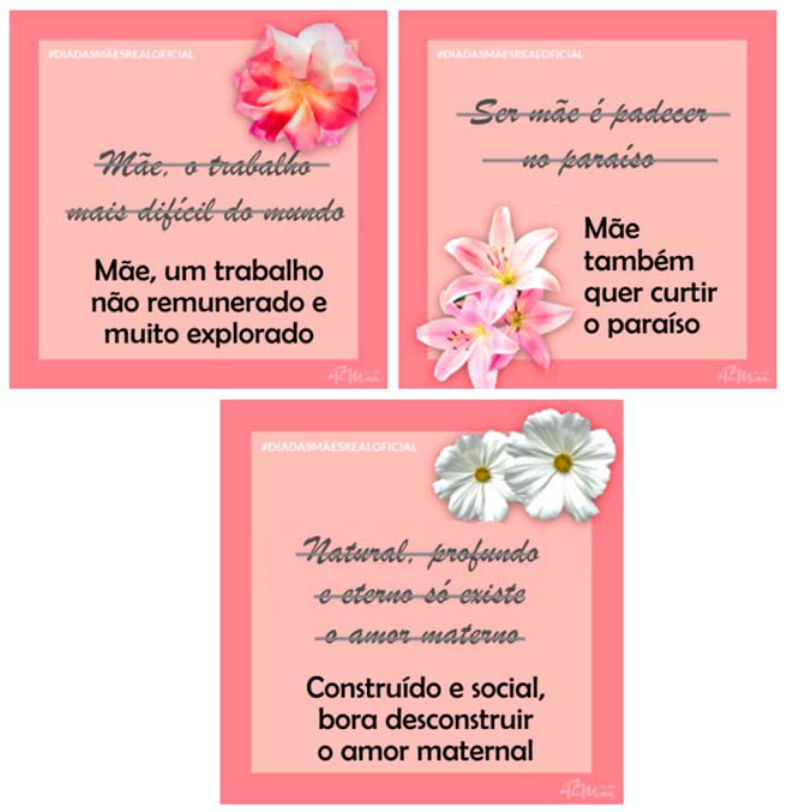 #DIADASMÃESREALOFICIAL
Mãe, o trabalho
mais difícil do mundo
Mãe, um trabalho
não remunerado e
muito explorado
#DIADASMÃESREALOFICIAL
Ser mãe é padecer
no paraíso
Mãe
também
quer curtir
o paraíso
#DIADASMÃESREALOFICIAL
Natural, profundo
e eterno só existe
o amor materno
Construído e social,
bora desconstruir
o amor maternal